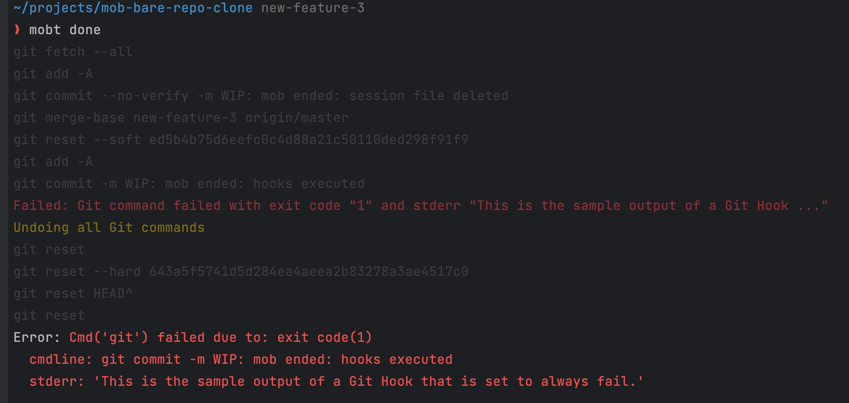 ~/projects/mob-bare-repo-clone new-feature-3
❯ mobt done
git fetch --all
git add -A
git commit --no-verify -m WIP: mob ended: session file deleted
git merge-base new-feature-3 origin/master
git reset --soft ed5b4b75d6eefc0c4d88a21c50110ded298f91f9
git add -A
git commit -m WIP: mob ended: hooks executed
Failed: Git command failed with exit code "1" and stderr "This is the sample output of a Git Hook ..."
Undoing all Git commands
git reset
git reset --hard 643a5f5741d5d284ea4aeea2b83278a3ae4517c0
git reset HEAD^
git reset
Error: Cmd('git') failed due to: exit code(1)
  cmdline: git commit -m WIP: mob ended: hooks executed
  stderr: 'This is the sample output of a Git Hook that is set to always fail.'